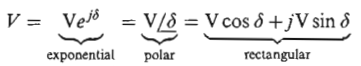 V = Ve^{jδ} = V/δ = V cos δ + jV sin δ
exponential polar rectangular